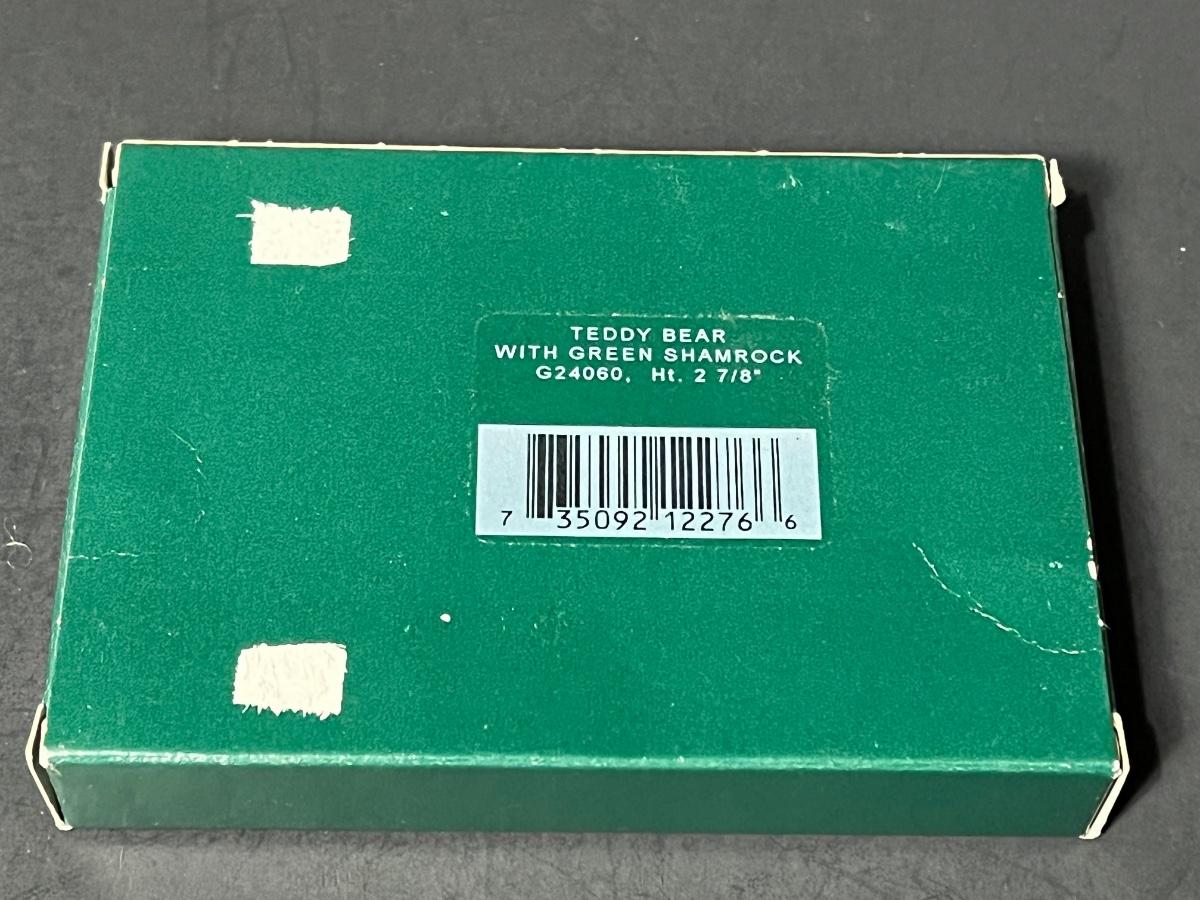 TEDDY BEAR
WITH GREEN SHAMROCK
G24060, Ht. 2 7/8"
7 35092 12276 6